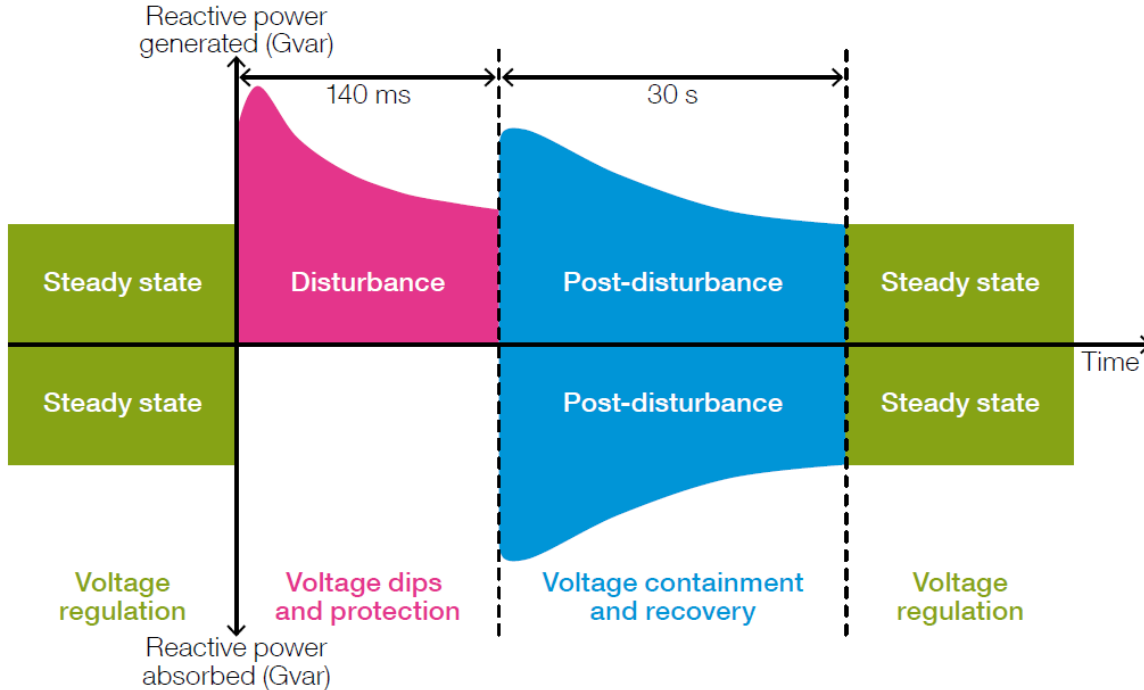 Reactive power
generated (Gvar)
140 ms
30 s
Steady state
Disturbance
Post-disturbance
Steady state
Time
Steady state
Post-disturbance
Steady state
Voltage
regulation
Voltage dips
and protection
Voltage containment
and recovery
Voltage
regulation
Reactive power
absorbed (Gvar)